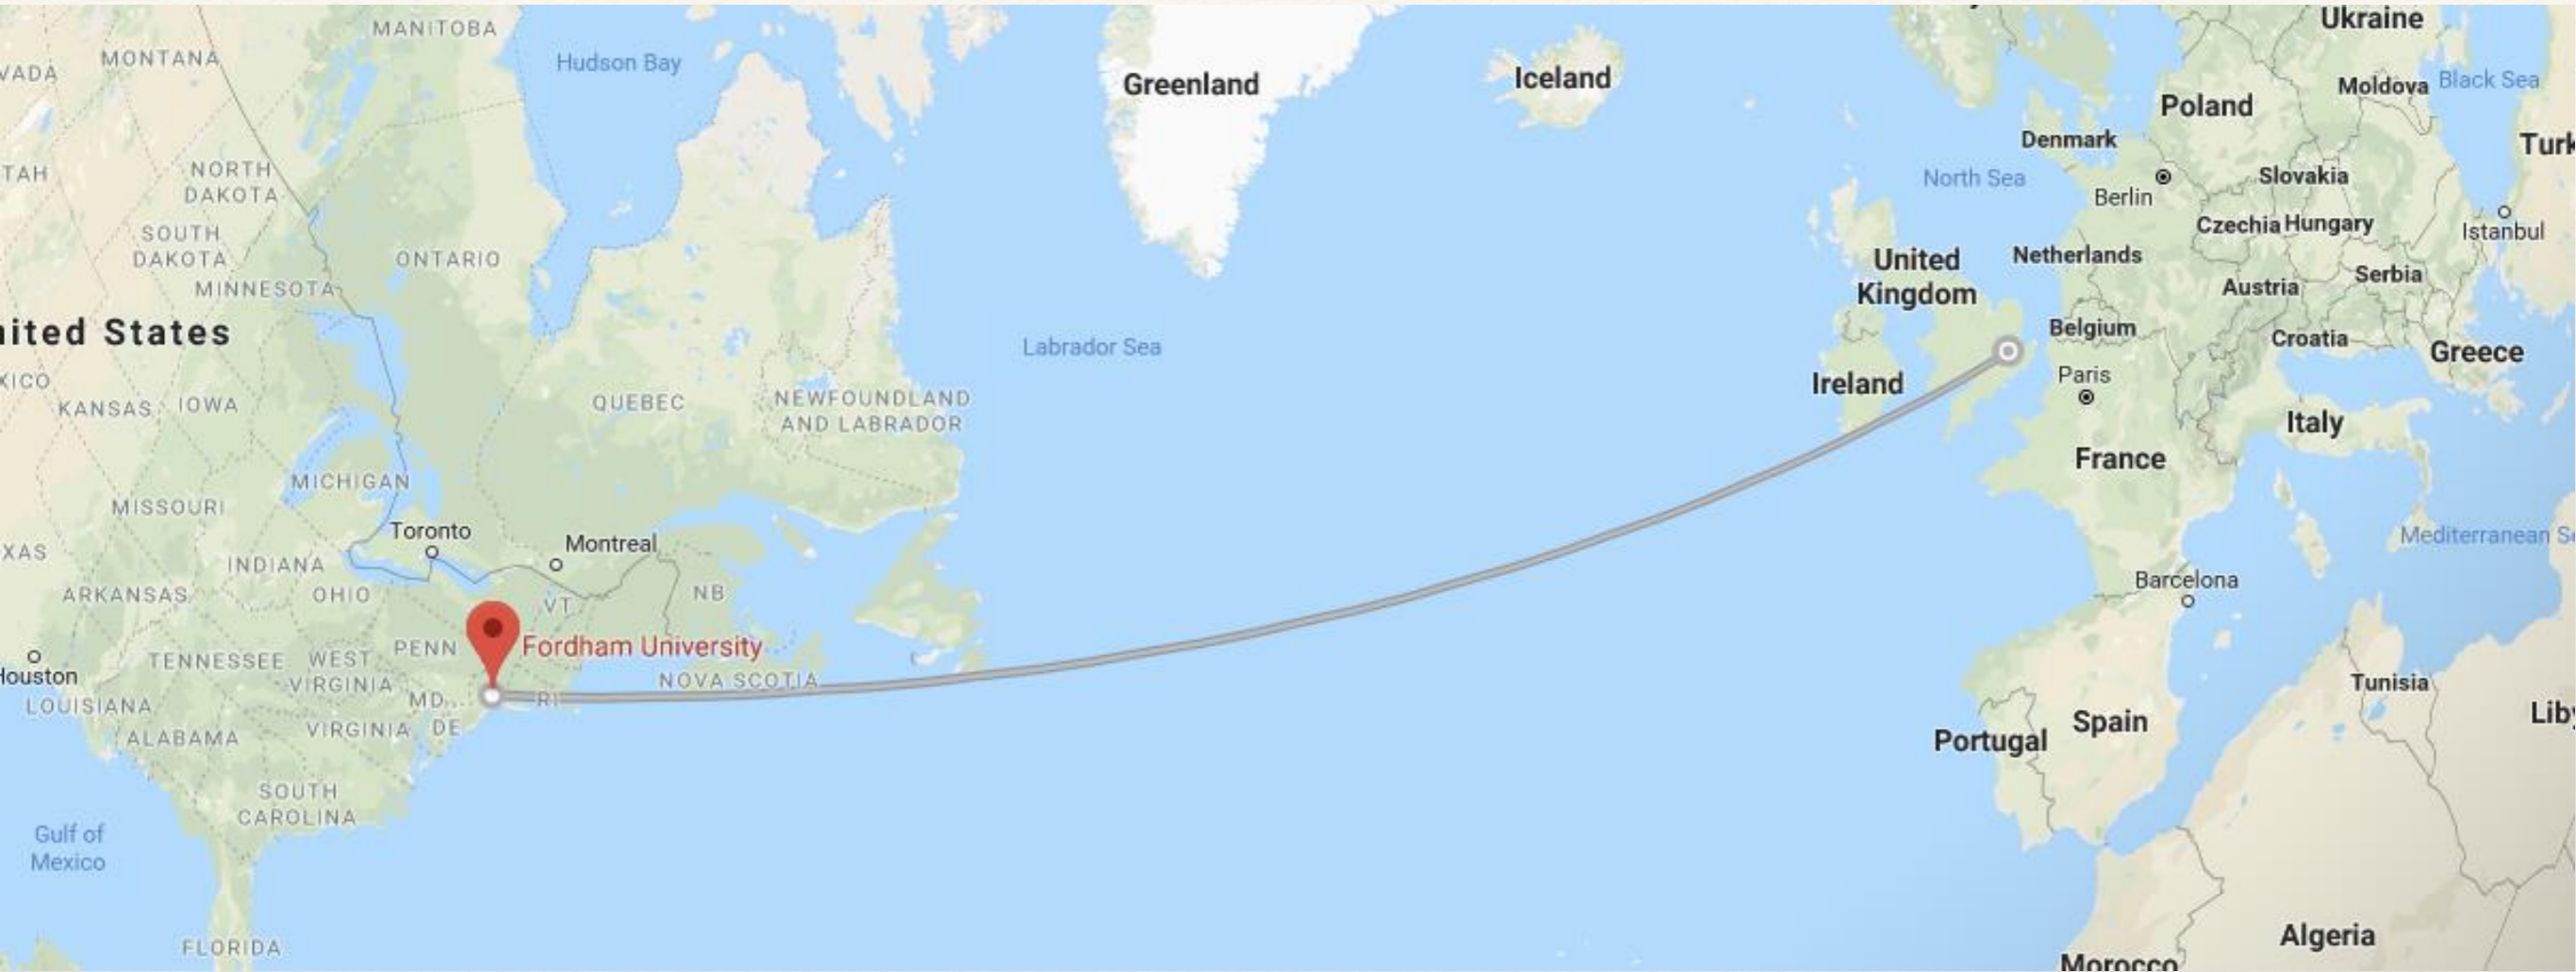 MANITOBA
MONTANA
VADA
Hudson Bay
Greenland
Iceland
Ukraine
Moldova
Black Sea
Poland
Denmark
Turk
TAH
NORTH
DAKOTA
North Sea
Berlin
Slovakia
Czechia
Hungary
Istanbul
SOUTH
DAKOTA
ONTARIO
MINNESOTA
United
Kingdom
Netherlands
Austria
Serbia
nited States
Labrador Sea
Belgium
Croatia
Greece
XICO
KANSAS
IOWA
QUEBEC
NEWFOUNDLAND
AND LABRADOR
Ireland
Paris
Italy
France
MICHIGAN
MISSOURI
Toronto
Montreal
Mediterranean Se
XAS
INDIANA
ARKANSAS
OHIO
VT
NB
Barcelona
PENN
Fordham University
TENNESSEE
WEST
VIRGINIA
Houston
LOUISIANA
MD
RI
NOVA SCOTIA
Tunisia
Liby
ALABAMA
VIRGINIA
DE
Portugal
Spain
SOUTH
CAROLINA
Gulf of
Mexico
FLORIDA
Algeria
Morocco